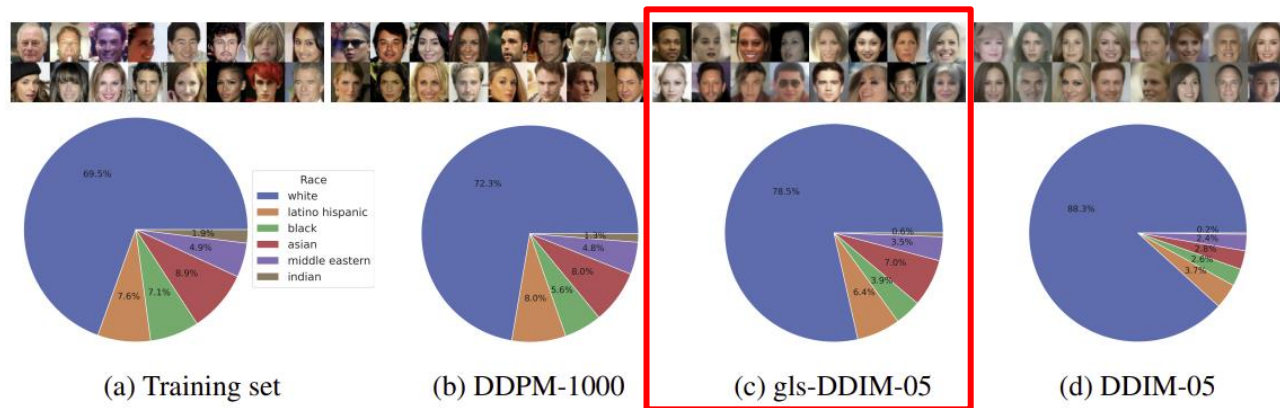 69.5%
1.9%
4.9%
8.9%
7.1%
7.6%
Race
white
latino hispanic
black
asian
middle eastern
indian
72.3%
1.3%
4.8%
8.0%
5.6%
8.0%
78.5%
0.6%
3.5%
7.0%
3.9%
6.4%
88.3%
0.2%
2.4%
2.8%
2.6%
3.7%
(a) Training set
(b) DDPM-1000
(c) gls-DDIM-05
(d) DDIM-05